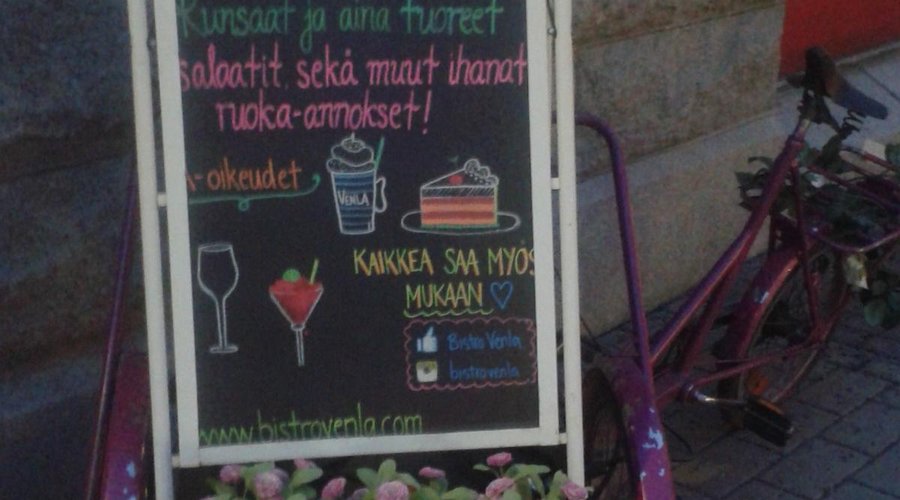 Runsaat ja aina tuoreet
salaatit, sekä muut ihanat
ruoka-annokset!
-oikeudet
VENLA
KAIKKEA SAA MYÖS
MUKAAN
Bistro Venla
bistrovenla
www.bistrovenla.com